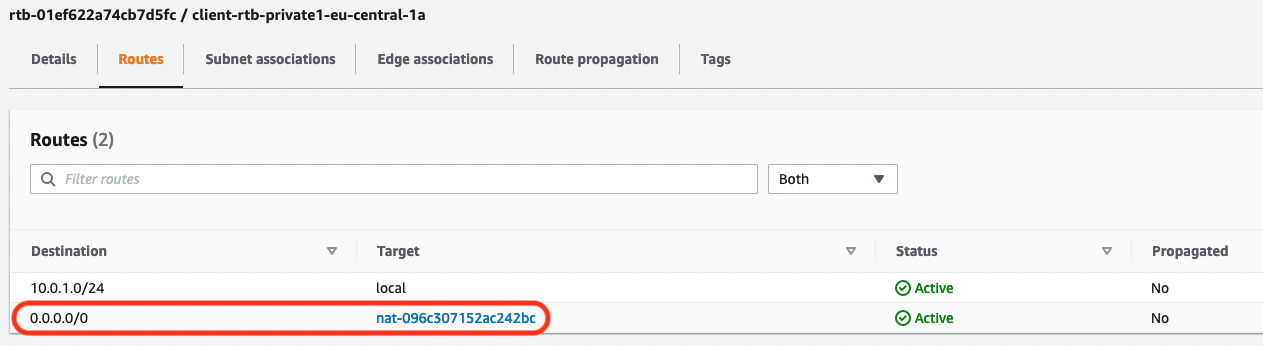 rtb-01ef622a74cb7d5fc / client-rtb-private1-eu-central-1a
Details Routes Subnet associations Edge associations Route propagation Tags
Routes (2)
Filter routes Both
Destination Target Status Propagated
10.0.1.0/24 local Active No
0.0.0.0/0 nat-096c307152ac242bc Active No